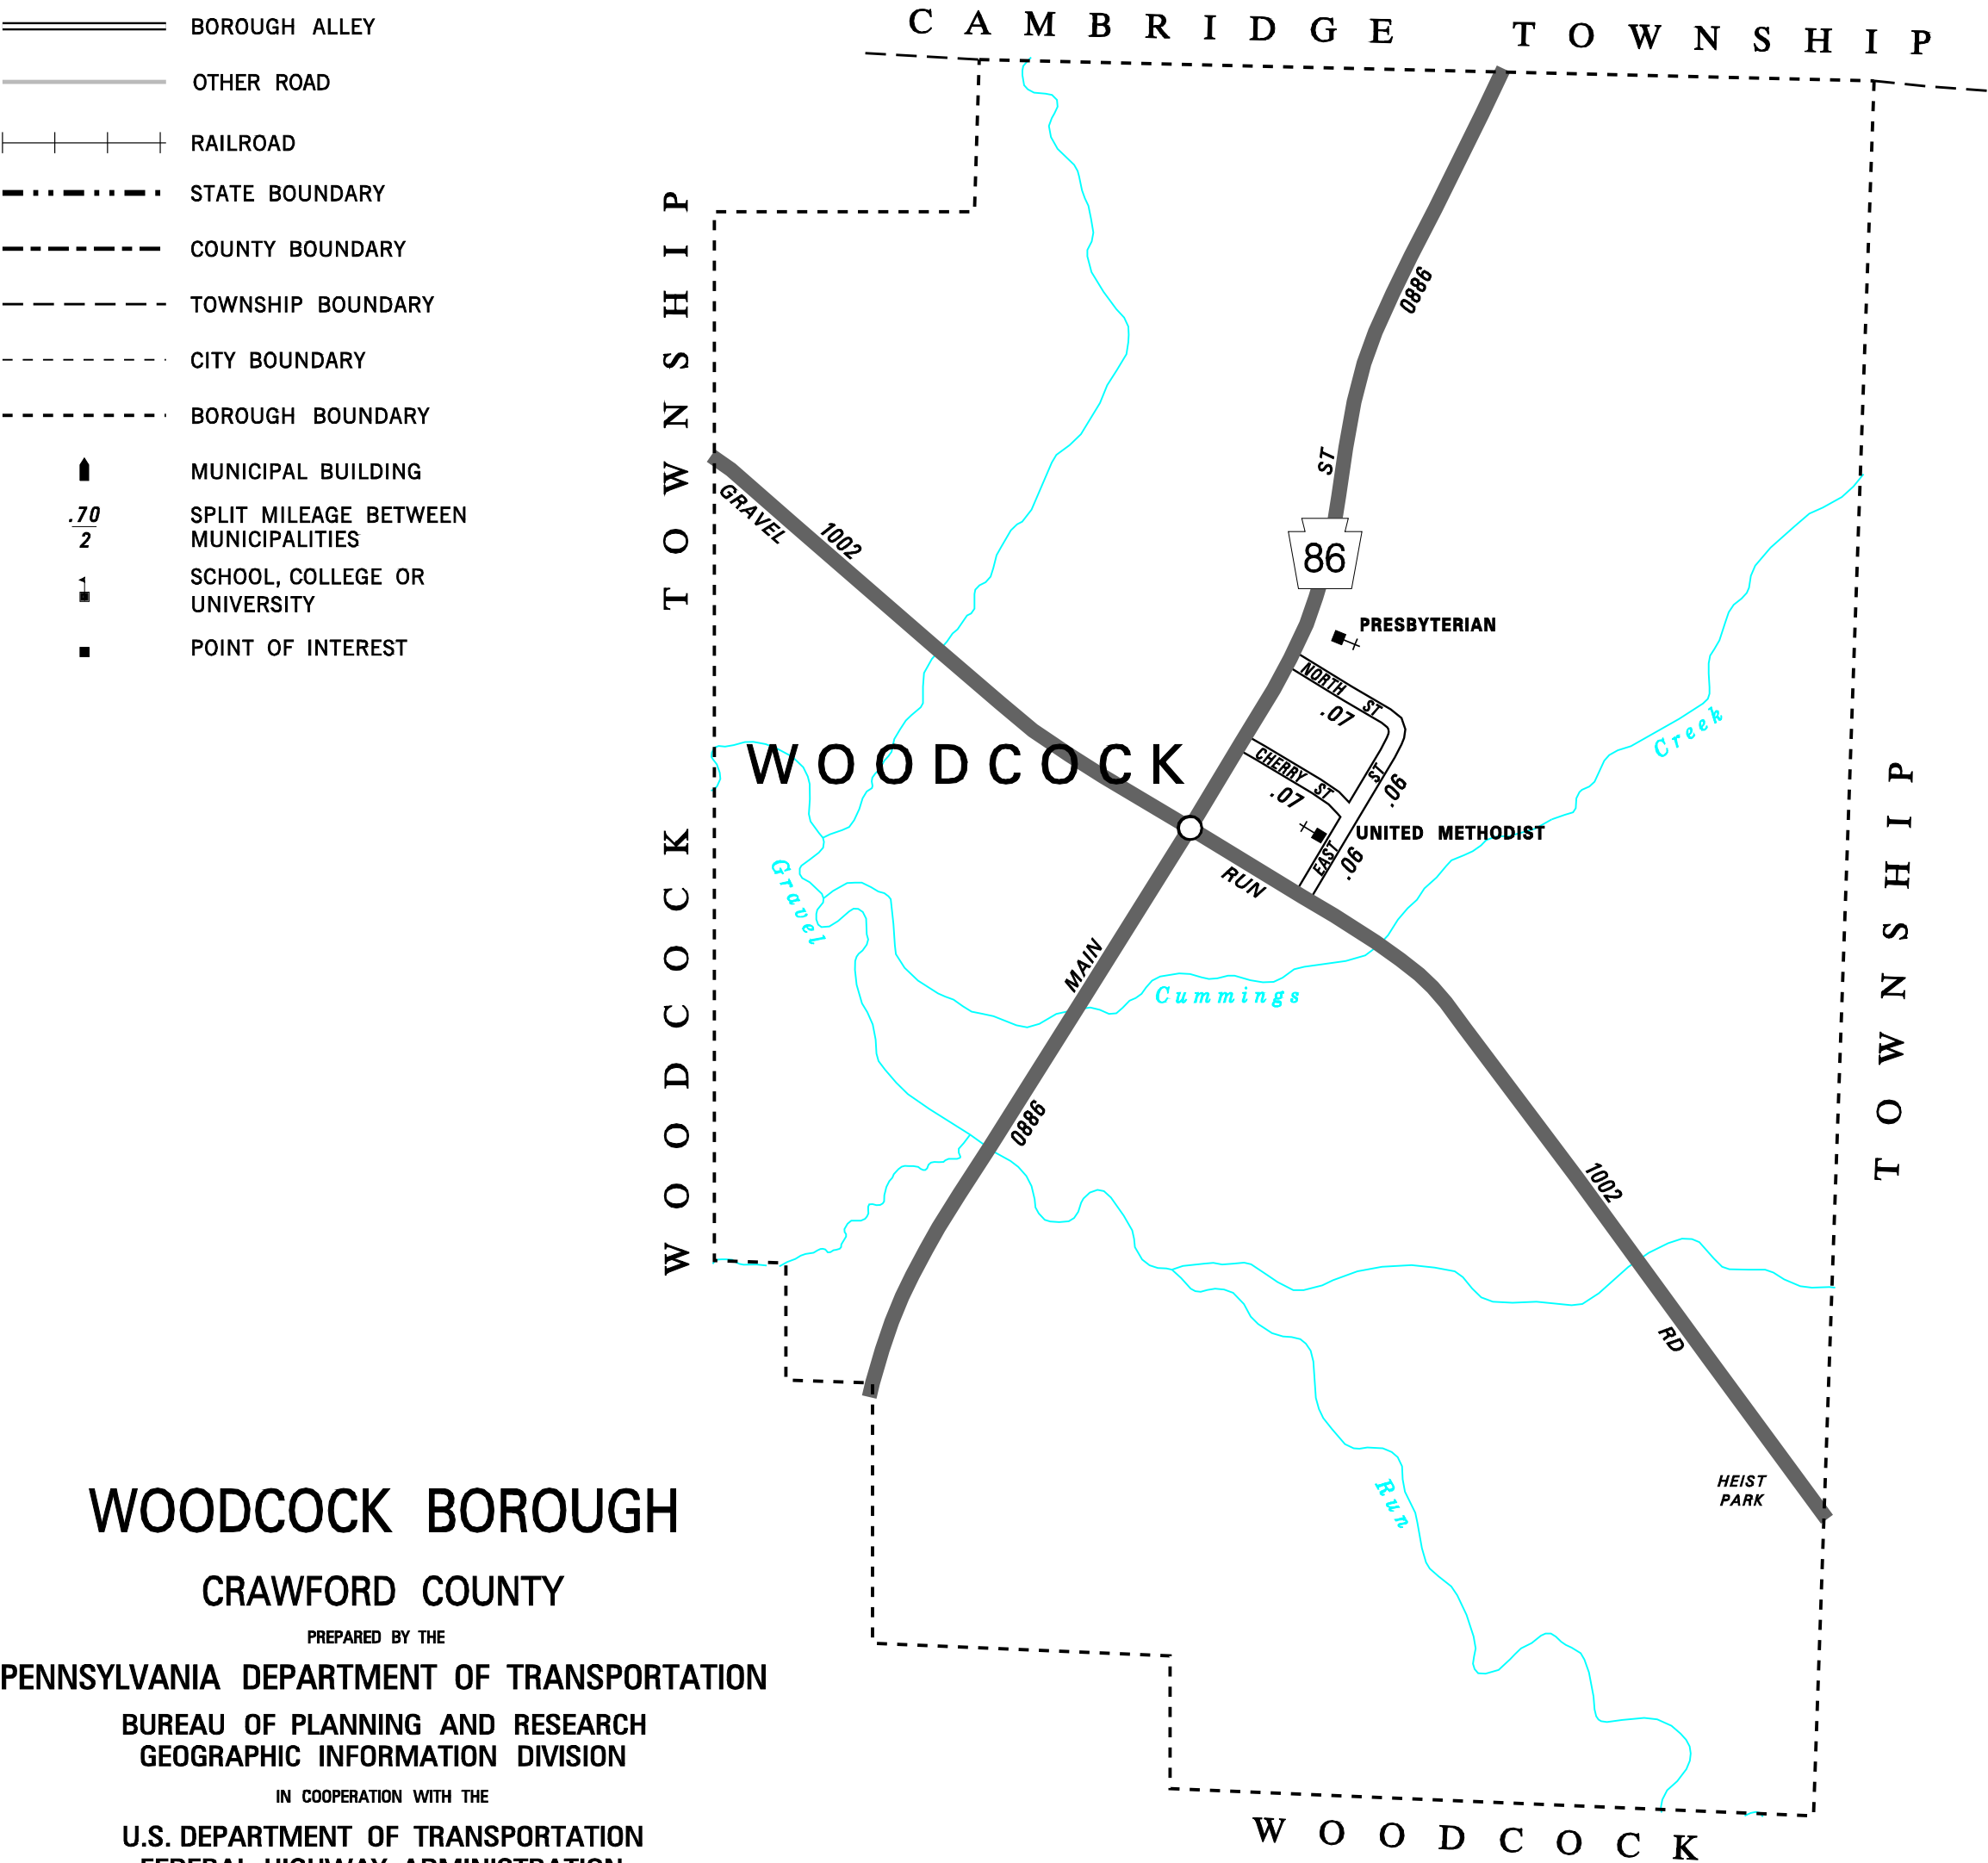 BOROUGH ALLEY
OTHER ROAD
RAILROAD
STATE BOUNDARY
COUNTY BOUNDARY
TOWNSHIP BOUNDARY
CITY BOUNDARY
BOROUGH BOUNDARY
MUNICIPAL BUILDING
.70
2
SPLIT MILEAGE BETWEEN
MUNICIPALITIES
SCHOOL, COLLEGE OR
UNIVERSITY
POINT OF INTEREST
CAMBRIDGE TOWNSHIP
WOODCOCK TOWNSHIP
0886
ST
86
GRAVEL
1002
PRESBYTERIAN
NORTH ST
.07
CHERRY ST
.07
EAST ST
.06
.06
UNITED METHODIST
WOODCOCK
RUN
MAIN
Gravel
Cummings
Creek
0886
1002
RD
Run
HEIST
PARK
TOWNSHIP
WOODCOCK
WOODCOCK BOROUGH
CRAWFORD COUNTY
PREPARED BY THE
PENNSYLVANIA DEPARTMENT OF TRANSPORTATION
BUREAU OF PLANNING AND RESEARCH
GEOGRAPHIC INFORMATION DIVISION
IN COOPERATION WITH THE
U.S. DEPARTMENT OF TRANSPORTATION
FEDERAL HIGHWAY ADMINISTRATION